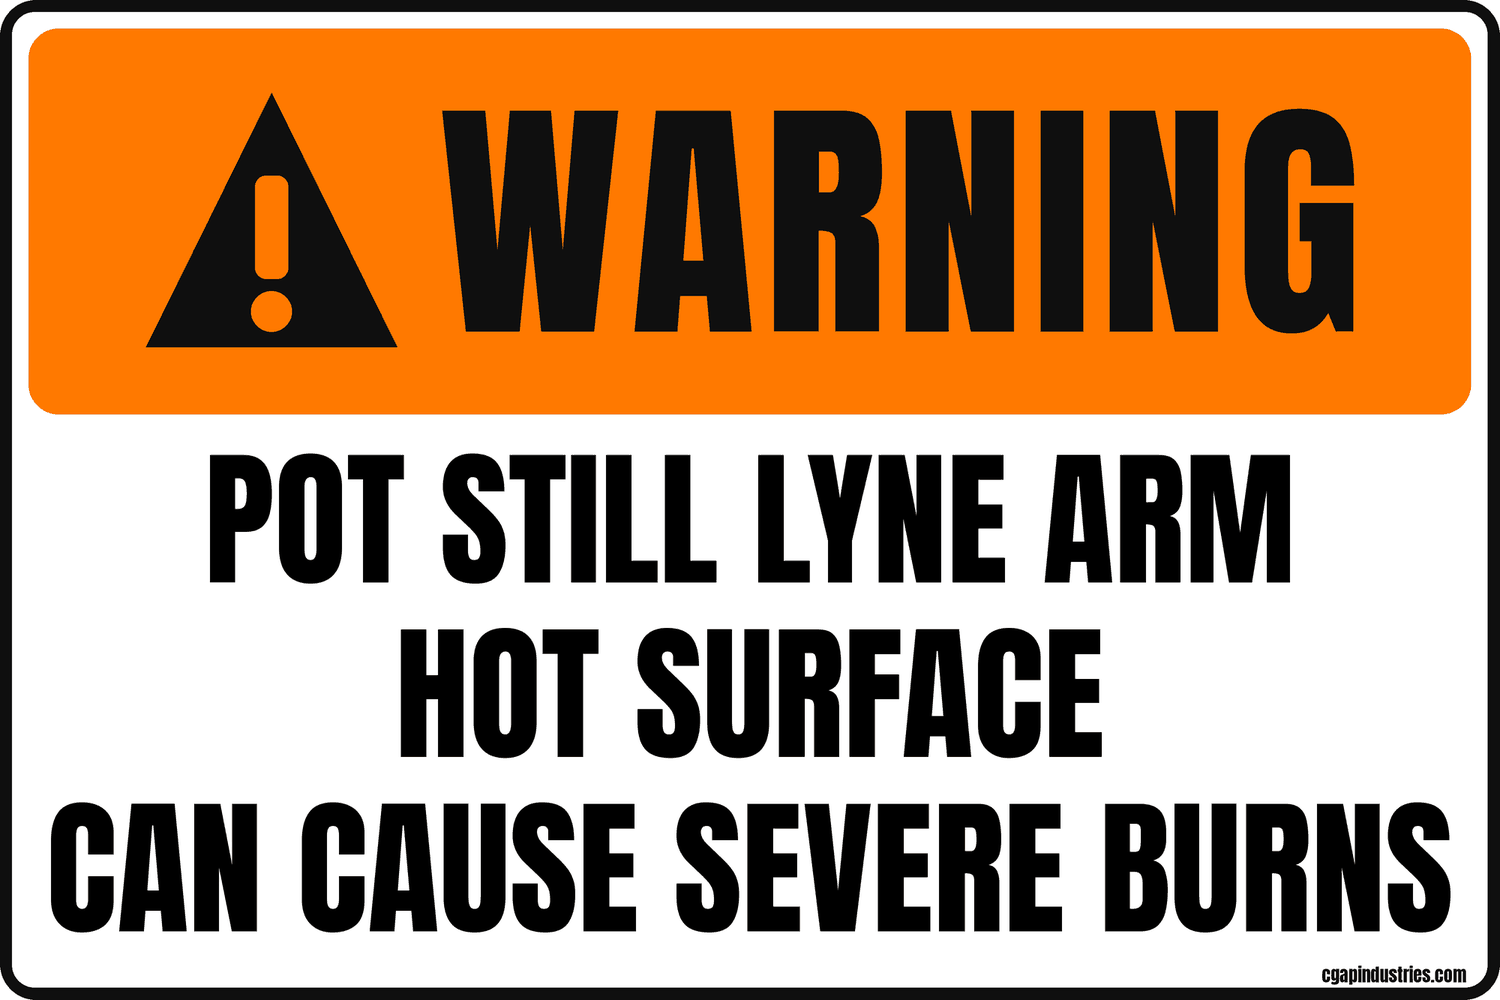 WARNING
POT STILL LYNE ARM
HOT SURFACE
CAN CAUSE SEVERE BURNS
cgapindustries.com